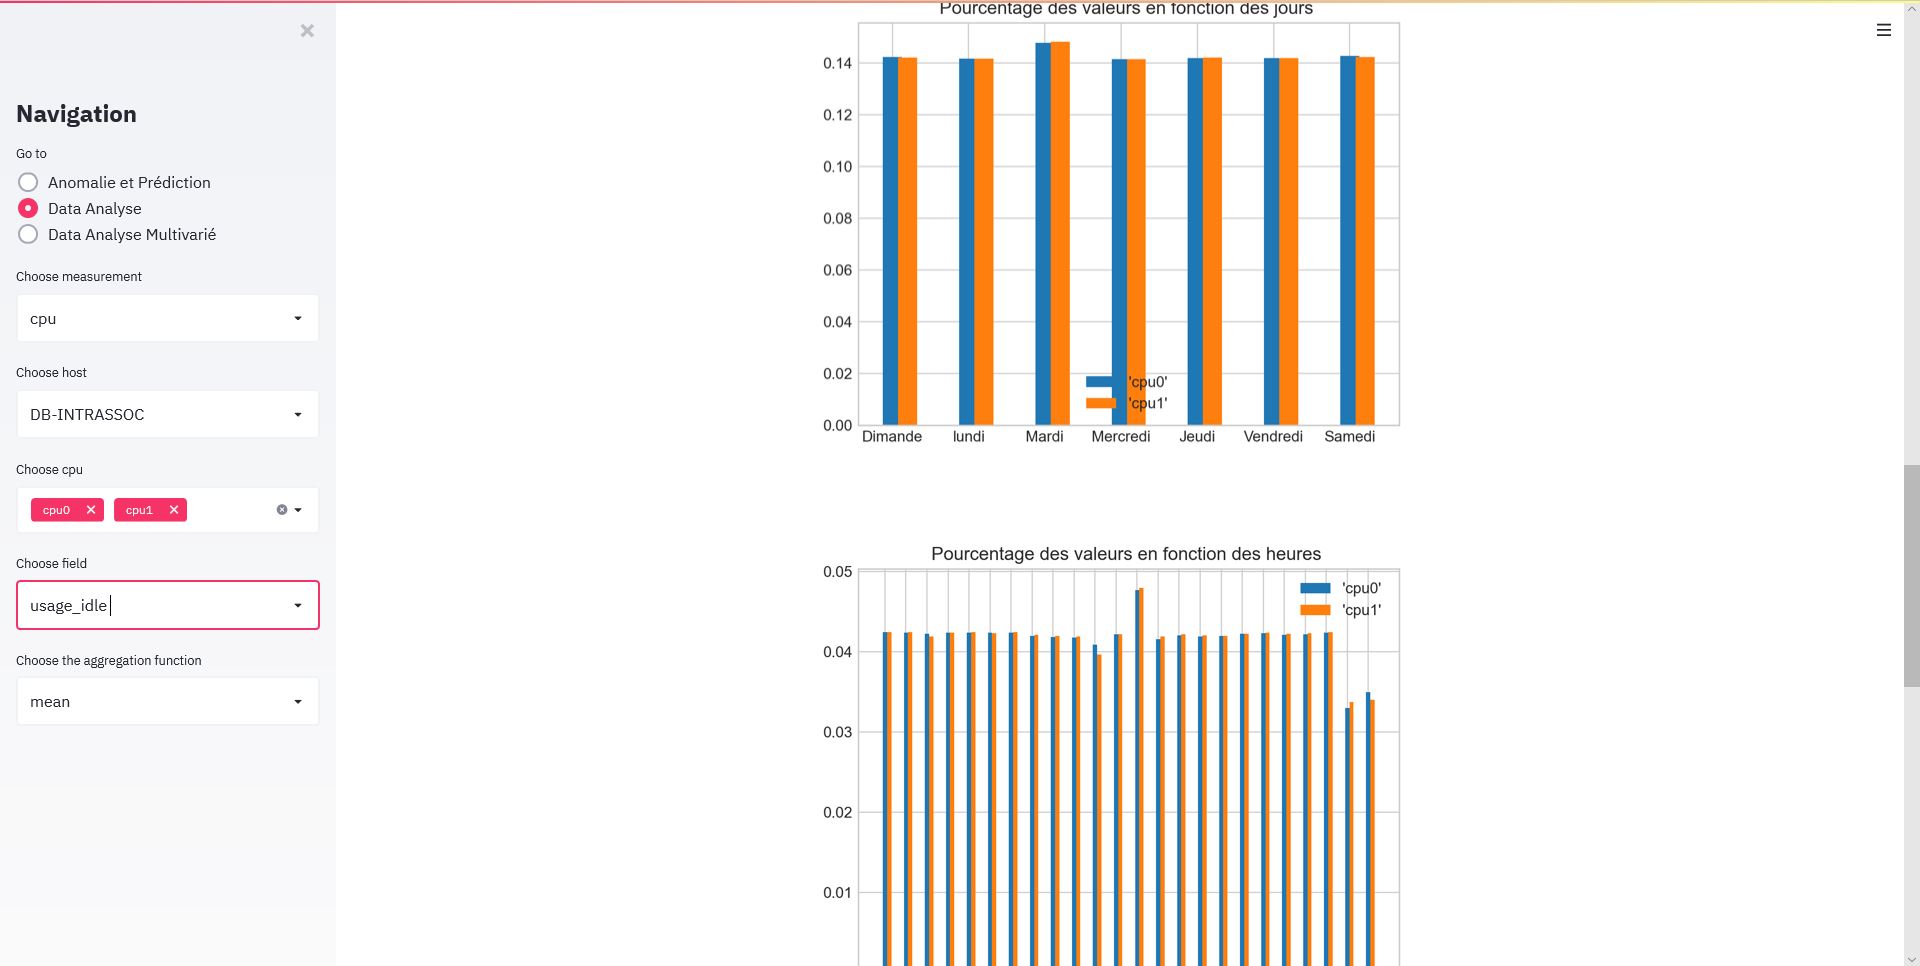 Navigation
Go to
Anomalie et Prédiction
Data Analyse
Data Analyse Multivarié
Choose measurement
cpu
Choose host
DB-INTRASSOC
Choose cpu
cpu0 cpu1
Choose field
usage_idle
Choose the aggregation function
mean
Pourcentage des valeurs en fonction des jours
0.14
0.12
0.10
0.08
0.06
0.04
0.02
0.00
'cpu0'
'cpu1'
Dimande lundi Mardi Mercredi Jeudi Vendredi Samedi
Pourcentage des valeurs en fonction des heures
0.05
0.04
0.03
0.02
0.01
'cpu0'
'cpu1'